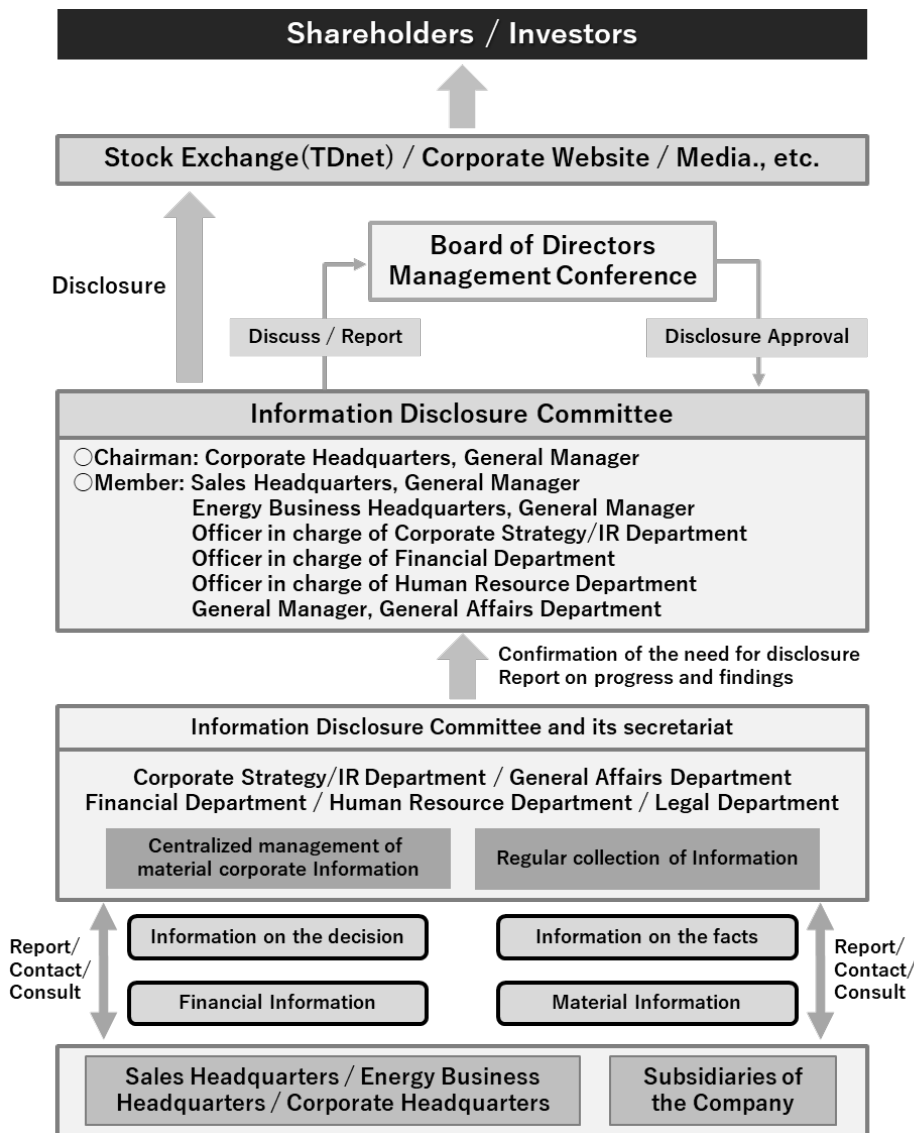 Shareholders / Investors
Stock Exchange(TDnet) / Corporate Website / Media., etc.
Board of Directors
Management Conference
Disclosure
Discuss / Report
Disclosure Approval
Information Disclosure Committee
○Chairman: Corporate Headquarters, General Manager
○Member: Sales Headquarters, General Manager
Energy Business Headquarters, General Manager
Officer in charge of Corporate Strategy/IR Department
Officer in charge of Financial Department
Officer in charge of Human Resource Department
General Manager, General Affairs Department
Confirmation of the need for disclosure
Report on progress and findings
Information Disclosure Committee and its secretariat
Corporate Strategy/IR Department / General Affairs Department
Financial Department / Human Resource Department / Legal Department
Centralized management of
material corporate Information
Regular collection of Information
Report/
Contact/
Consult
Information on the decision
Information on the facts
Financial Information
Material Information
Report/
Contact/
Consult
Sales Headquarters / Energy Business
Headquarters / Corporate Headquarters
Subsidiaries of
the Company